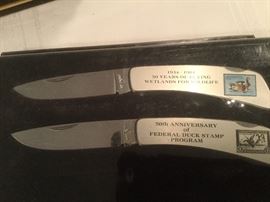 1934 - 1984
50 YEARS OF SAVING
WETLANDS FOR WILDLIFE
50th ANNIVERSARY
of
FEDERAL DUCK STAMP
PROGRAM